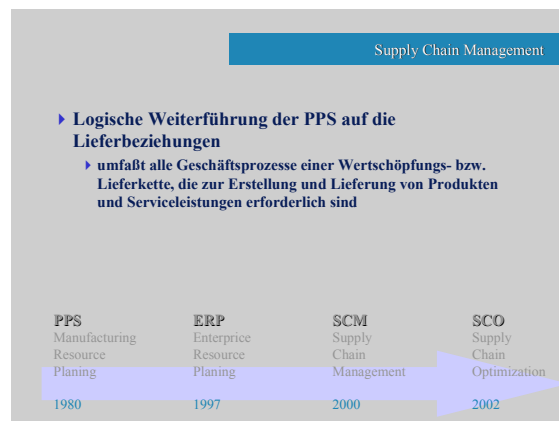 Supply Chain Management
Logische Weiterführung der PPS auf die
Lieferbeziehungen
umfaßt alle Geschäftsprozesse einer Wertschöpfungs- bzw.
Lieferkette, die zur Erstellung und Lieferung von Produkten
und Serviceleistungen erforderlich sind
PPS
Manufacturing
Resource
Planing
1980
ERP
Enterprice
Resource
Planing
1997
SCM
Supply
Chain
Management
2000
SCO
Supply
Chain
Optimization
2002